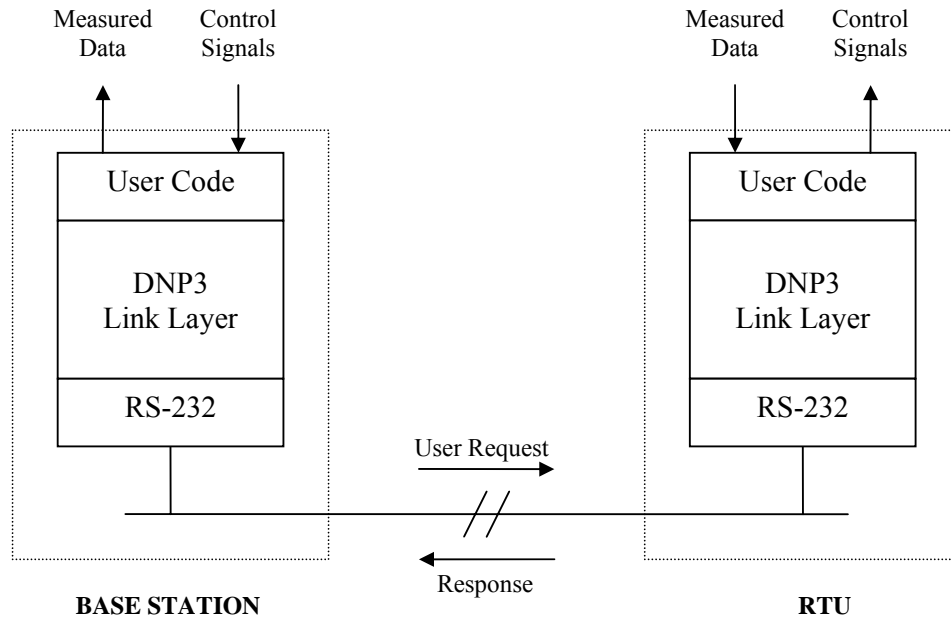 Measured
Data
Control
Signals
Measured
Data
Control
Signals
User Code
DNP3
Link Layer
RS-232
User Code
DNP3
Link Layer
RS-232
User Request
Response
BASE STATION
RTU